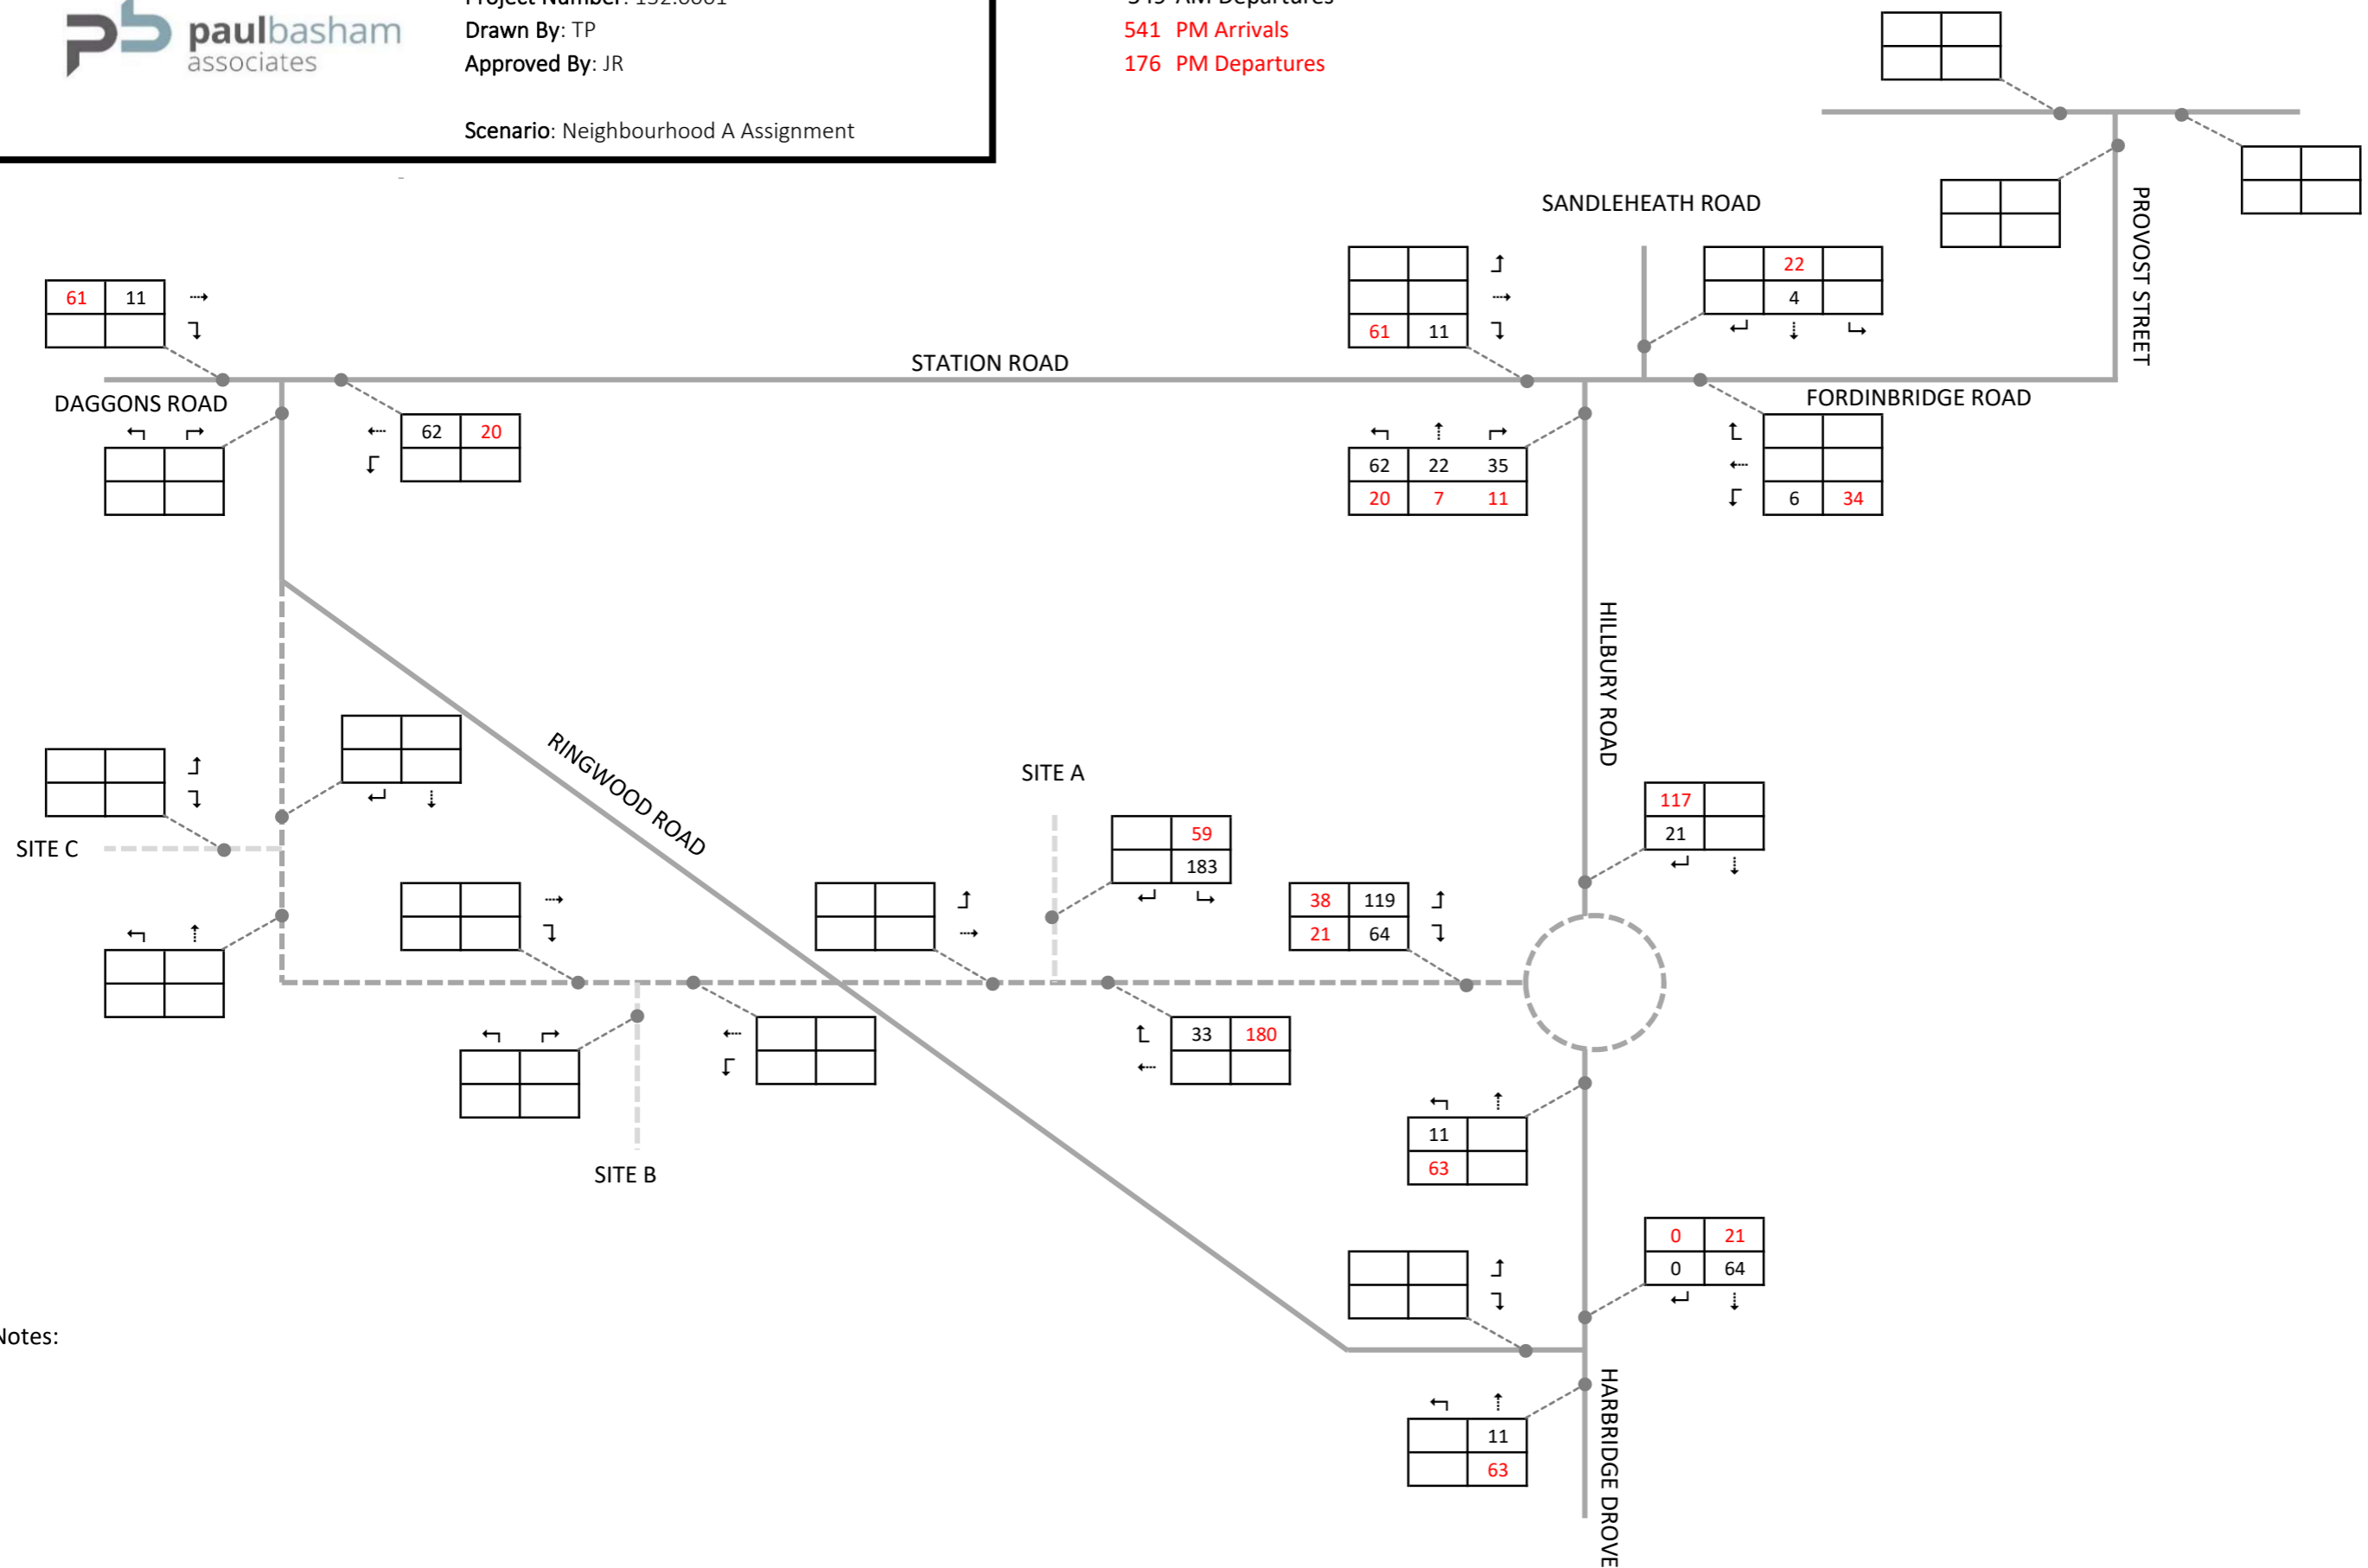 paulbasham
associates
Drawn By: TP
Approved By: JR
Scenario: Neighbourhood A Assignment
AM Departures
541 PM Arrivals
176 PM Departures
SANDLEHEATH ROAD
PROVOST STREET
22
4
61 11
61 11
STATION ROAD
DAGGONS ROAD
FORDINBRIDGE ROAD
62 20
62 22 35
20 7 11
6 34
HILLBURY ROAD
RINGWOOD ROAD
SITE A
117
21
59
183
SITE C
38 119
21 64
33 180
11
63
SITE B
0 21
0 64
Notes:
HARBRIDGE DROVE
11
63